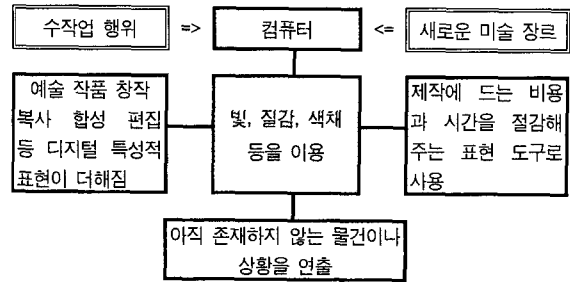 수작업 행위 => 컴퓨터 <= 새로운 미술 장르
예술 작품 창작
복사 합성 편집
등 디지털 특성적
표현이 더해짐
빛, 질감, 색채
등을 이용
제작에 드는 비용
과 시간을 절감해
주는 표현 도구로
사용
아직 존재하지 않는 물건이나
상황을 연출